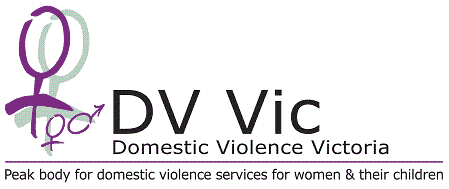 DV Vic
Domestic Violence Victoria
Peak body for domestic violence services for women & their children